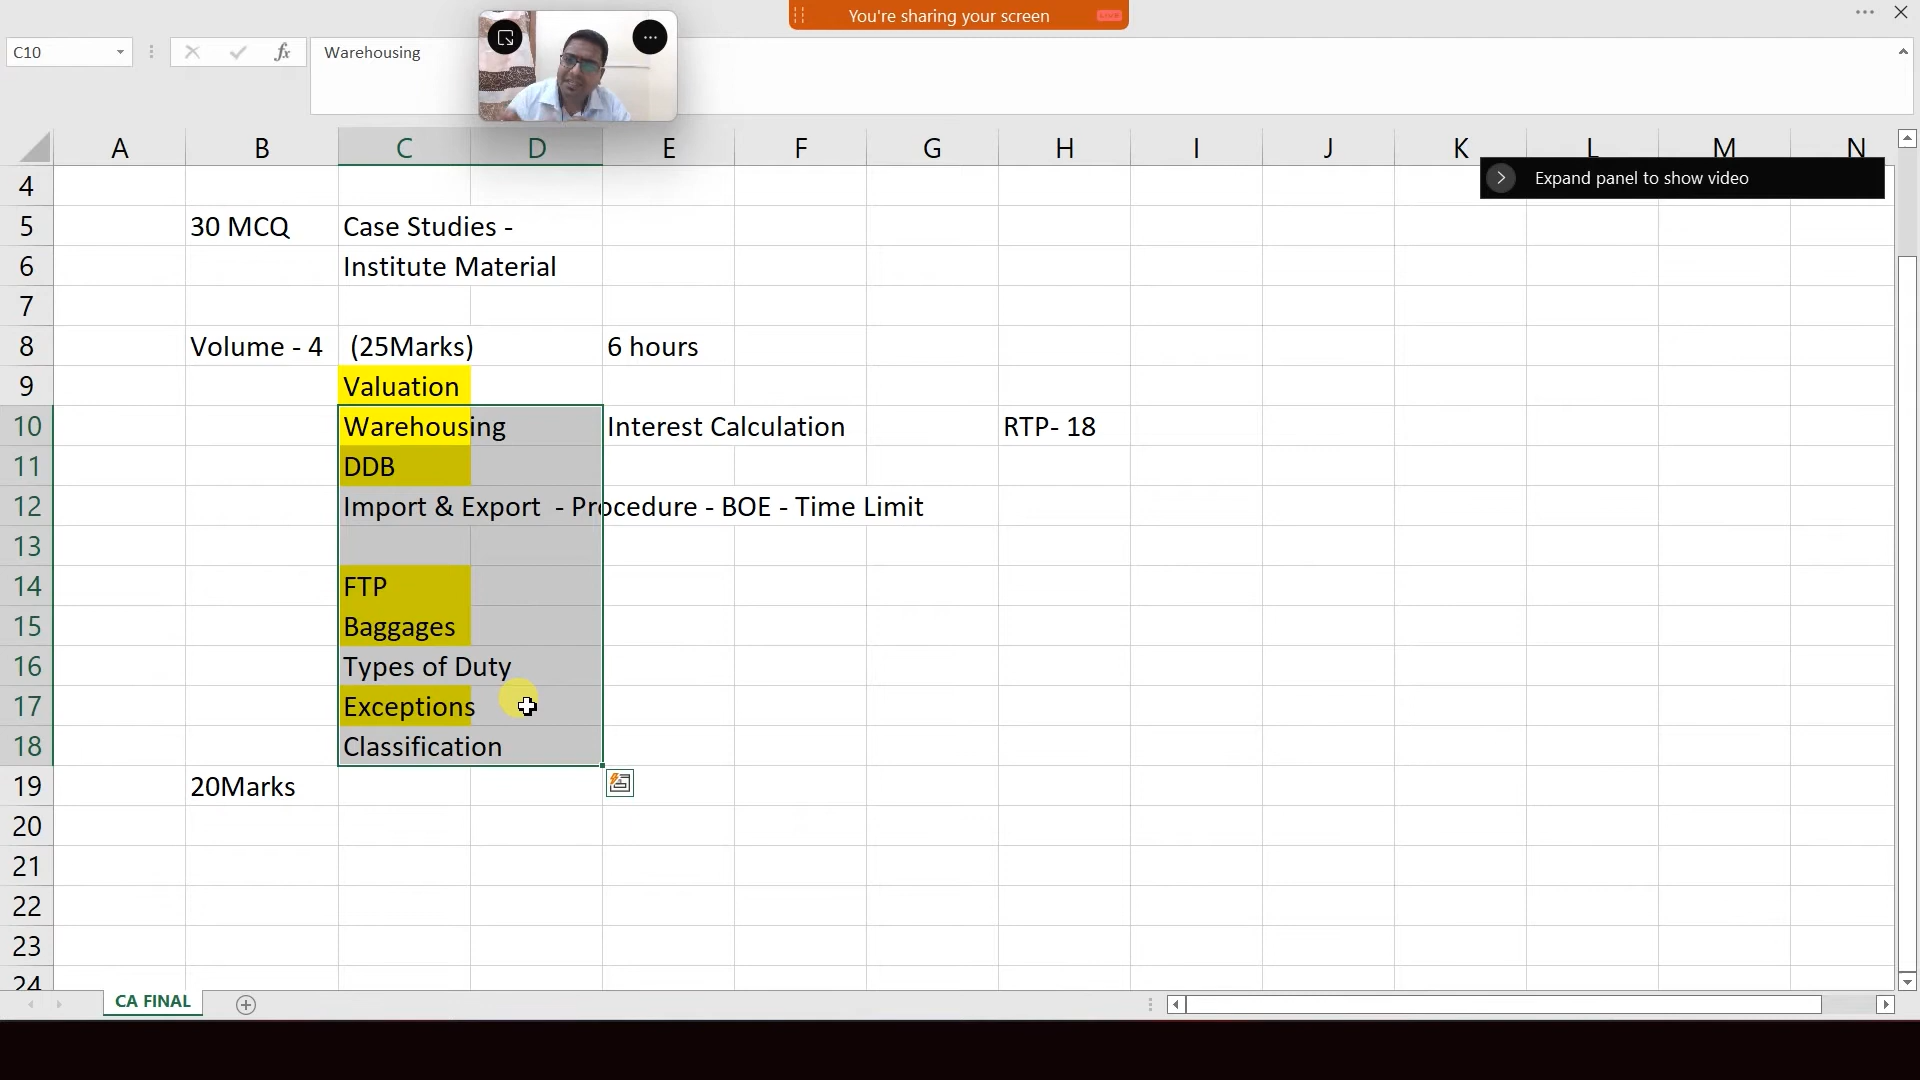 You're sharing your screen
LIVE
C10
fx
Warehousing
A B C D E F G H I J K L M N
Expand panel to show video
4
5 30 MCQ Case Studies -
6 Institute Material
7
8 Volume - 4 (25Marks) 6 hours
9 Valuation
10 Warehousing Interest Calculation RTP- 18
11 DDB
12 Import & Export - Procedure - BOE - Time Limit
13
14 FTP
15 Baggages
16 Types of Duty
17 Exceptions
18 Classification
19 20Marks
20
21
22
23
24
CA FINAL